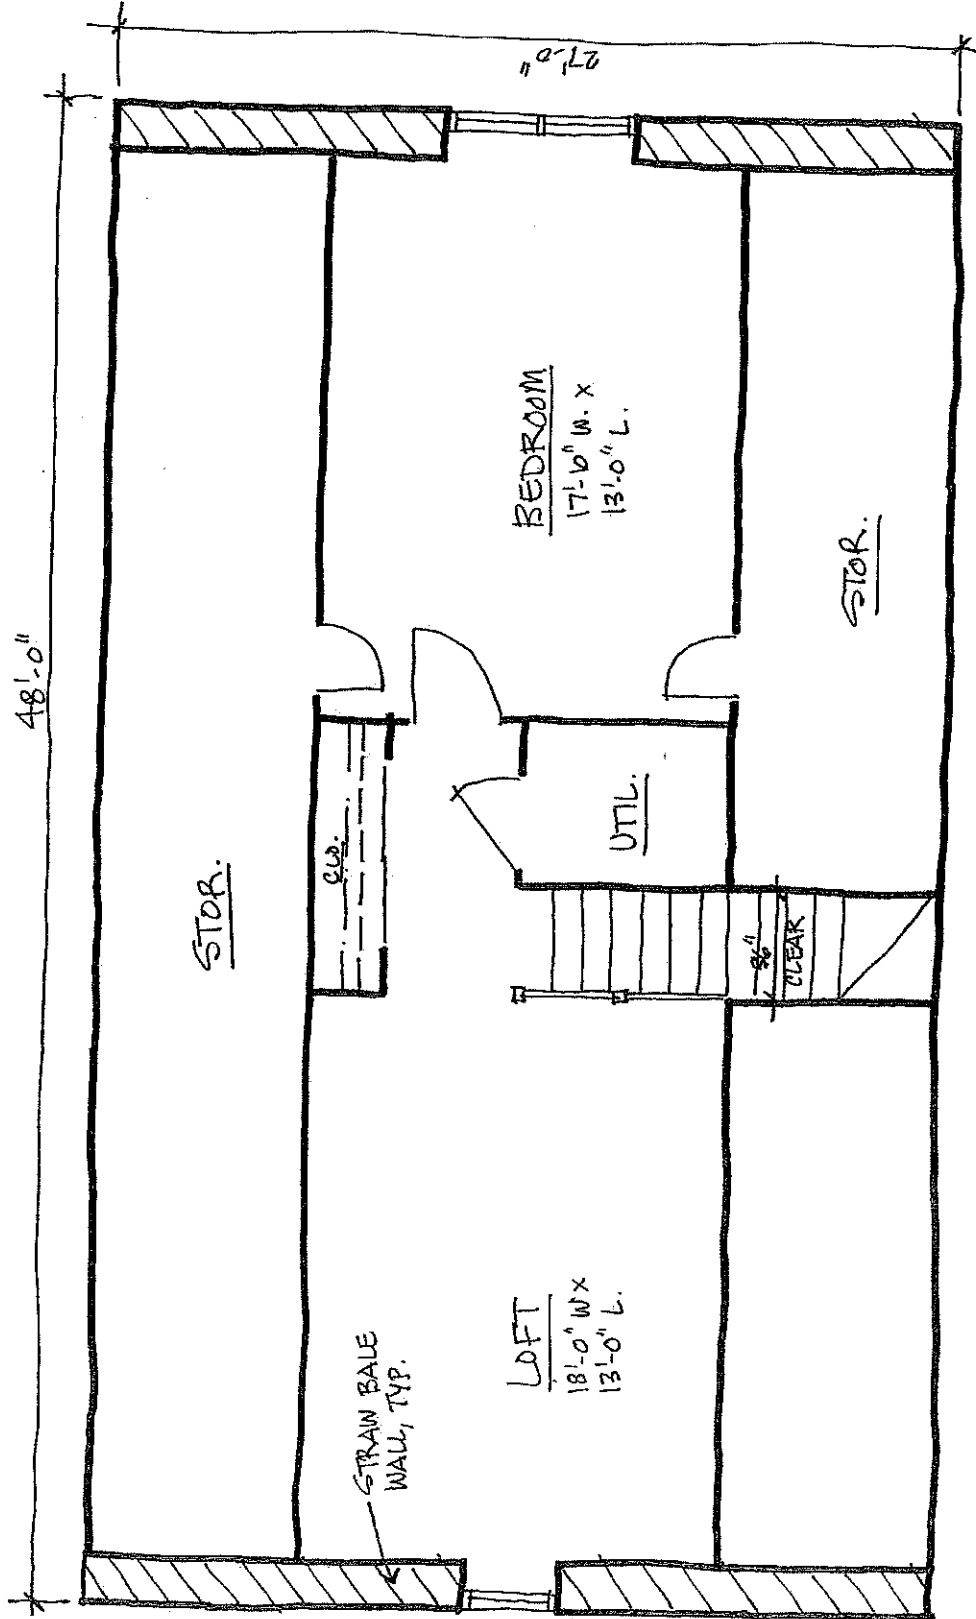 48'-0"
STOR.
CLO.
STRAW BALE
WALL, TYP.
LOFT
18'-0" W X
13'-0" L.
BEDROOM
17'-6" W. X
13'-0" L.
UTIL.
36"
CLEAR
STOR.
27'-0"